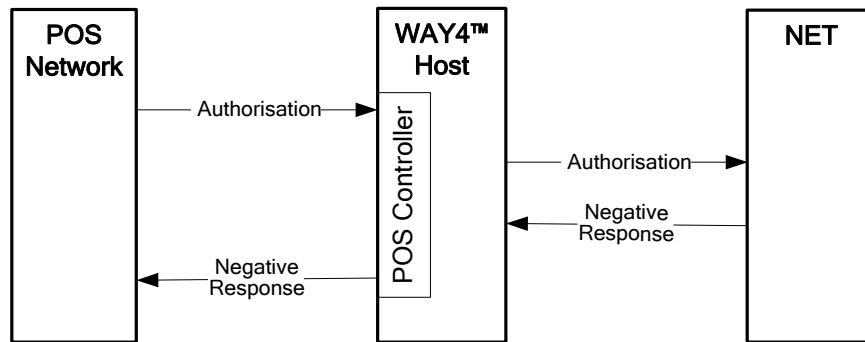 POS
Network
WAY4™
Host
NET
Authorisation
POS Controller
Authorisation
Negative
Response
Negative
Response